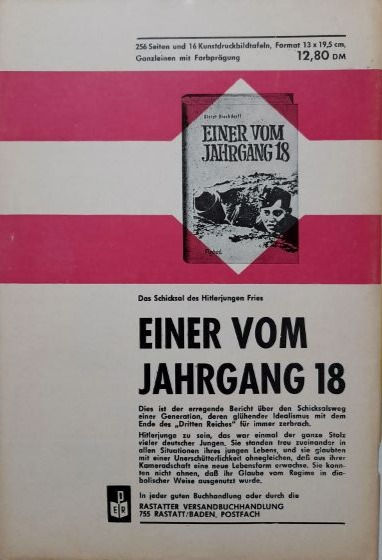 256 Seiten und 16 Kunstdruckbildtafeln, Format 13 x 19,5 cm,
Ganzleinen mit Farbprägung 12,80 DM
EINER VOM
JAHRGANG 18
Das Schicksal des Hitlerjungen Fries
EINER VOM
JAHRGANG 18
Dies ist der erregende Bericht über den Schicksalsweg
einer Generation, deren glühender Idealismus mit dem
Ende des „Dritten Reiches" für immer zerbrach.
Hitlerjunge zu sein, das war einmal der ganze Stolz
vieler deutscher Jungen. Sie standen treu zueinander in
allen Situationen ihres jungen Lebens, und sie glaubten
mit einer Unerschütterlichkeit ohnegleichen, daß aus ihrer
Kameradschaft eine neue Lebensform erwachse. Sie konn-
ten nicht ahnen, daß ihr Glaube vom Regime in dia-
bolischer Weise ausgenutzt wurde.
In jeder guten Buchhandlung oder durch die
RASTATTER VERSANDBUCHHANDLUNG
755 RASTATT/BADEN, POSTFACH